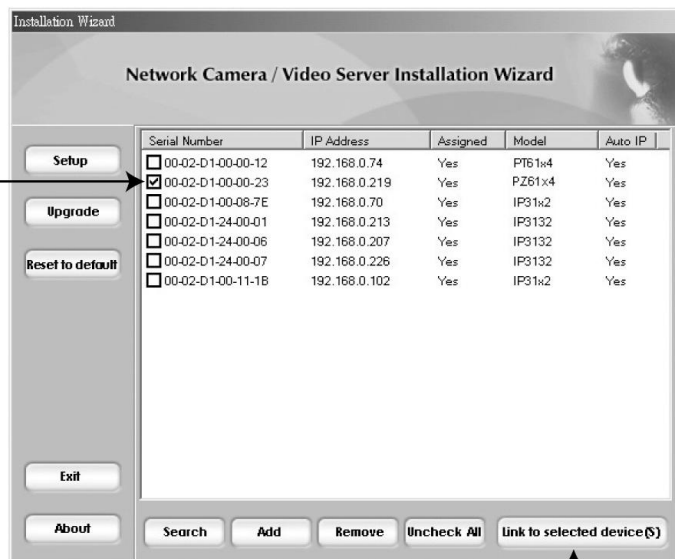 Installation Wizard
Network Camera / Video Server Installation Wizard
Serial Number IP Address Assigned Model Auto IP
00-02-D1-00-00-12 192.168.0.74 Yes PT61x4 Yes
00-02-D1-00-00-23 192.168.0.219 Yes PZ61x4 Yes
00-02-D1-00-08-7E 192.168.0.70 Yes IP31x2 Yes
00-02-D1-24-00-01 192.168.0.213 Yes IP3132 Yes
00-02-D1-24-00-06 192.168.0.207 Yes IP3132 Yes
00-02-D1-24-00-07 192.168.0.226 Yes IP3132 Yes
00-02-D1-00-11-1B 192.168.0.102 Yes IP31x2 Yes
Setup
Upgrade
Reset to default
Exit
About
Search Add Remove Uncheck All Link to selected device(S)